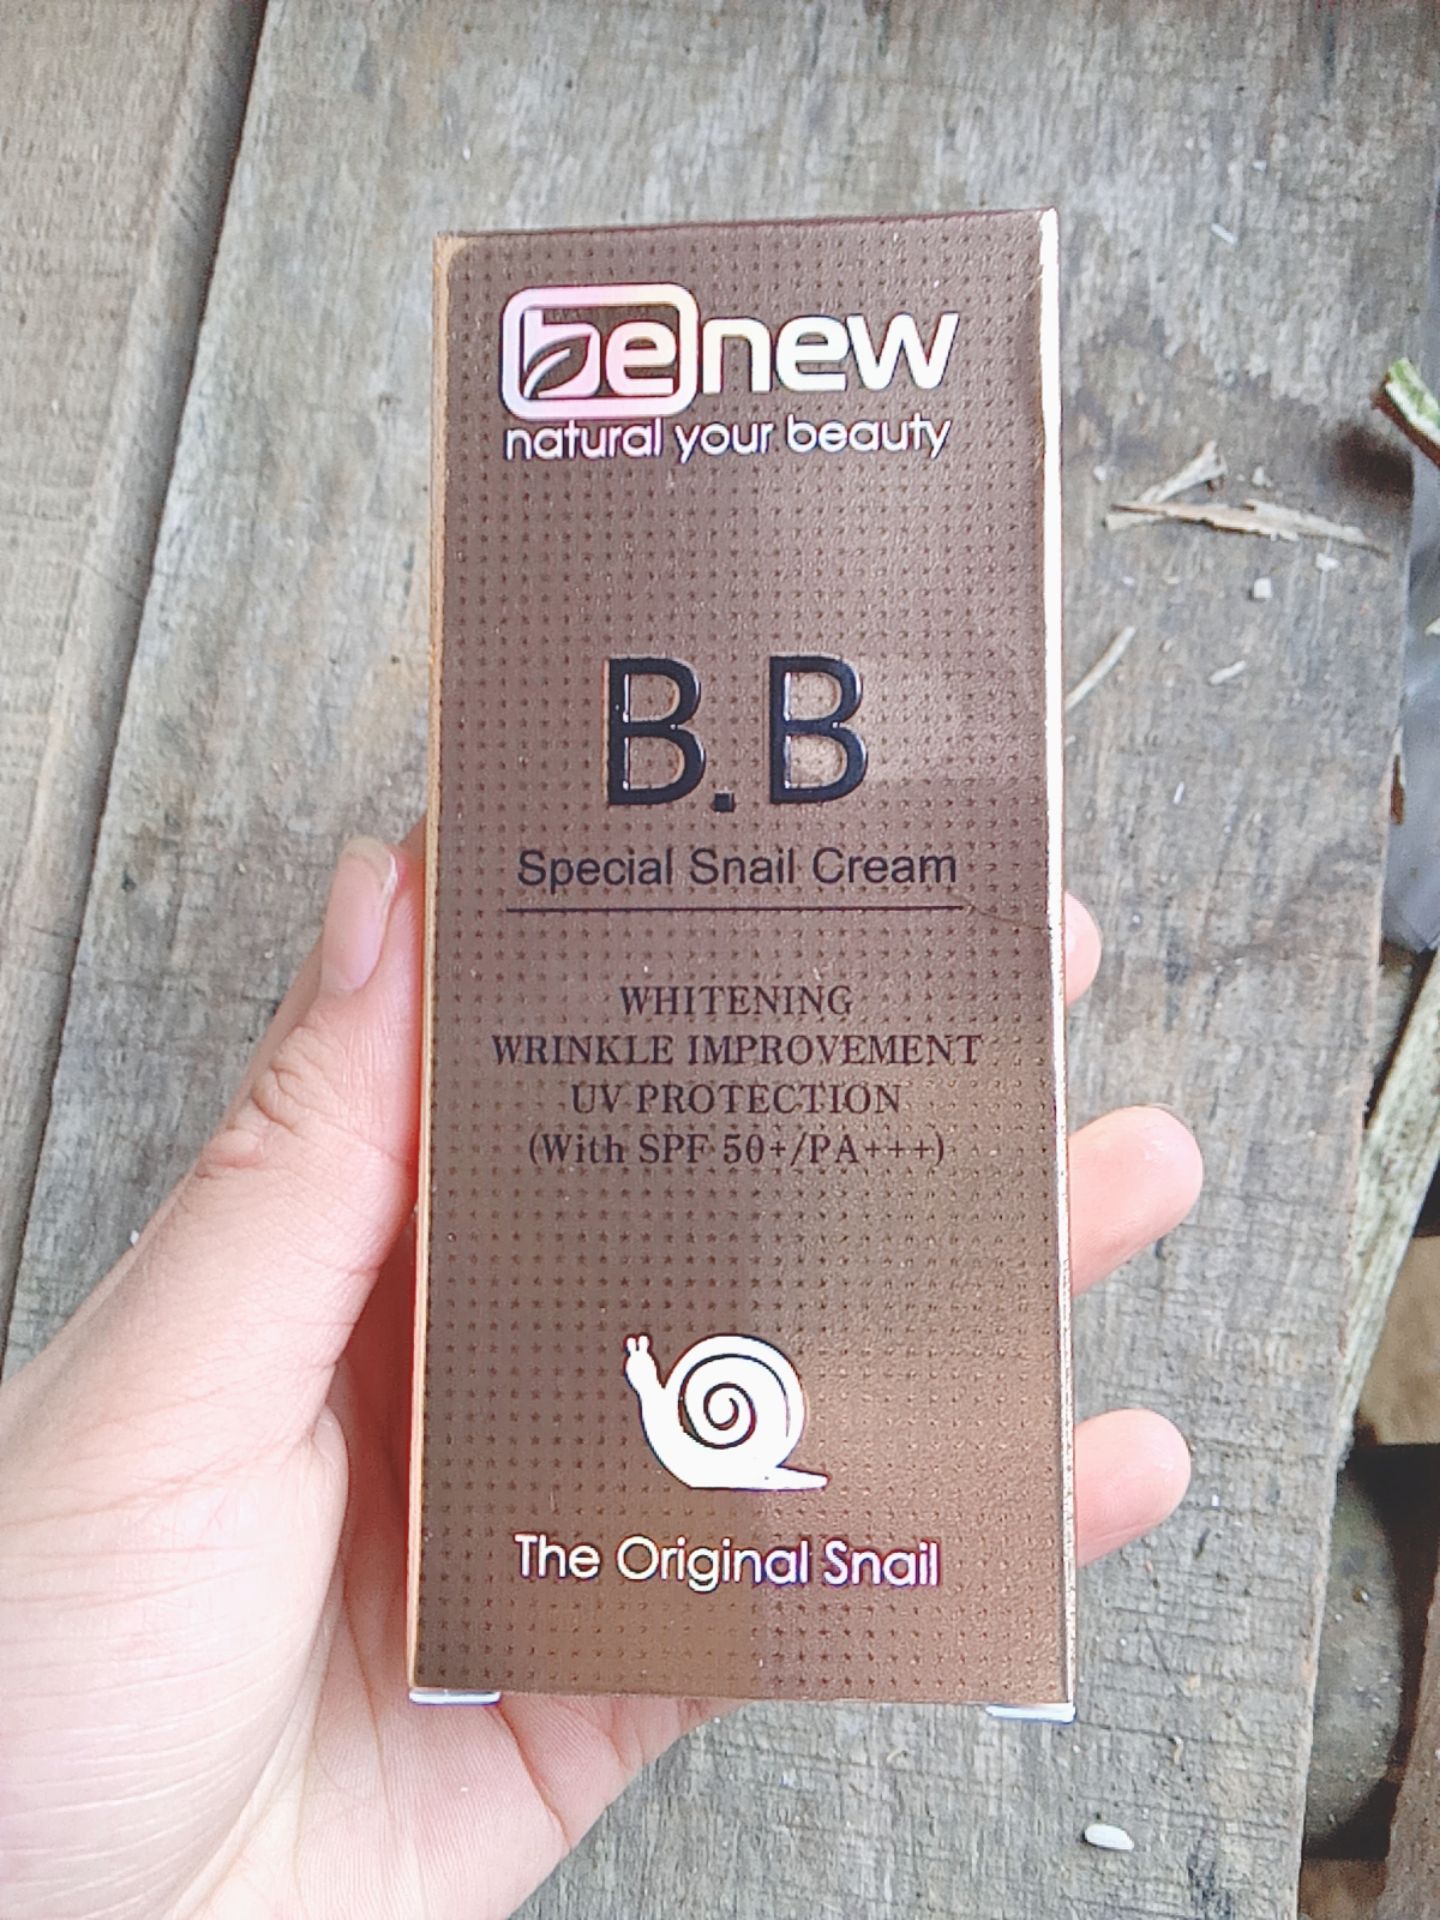 benew
natural your beauty
B.B
Special Snail Cream
WHITENING
WRINKLE IMPROVEMENT
UV PROTECTION
(With SPF 50+/PA+++)
The Original Snail